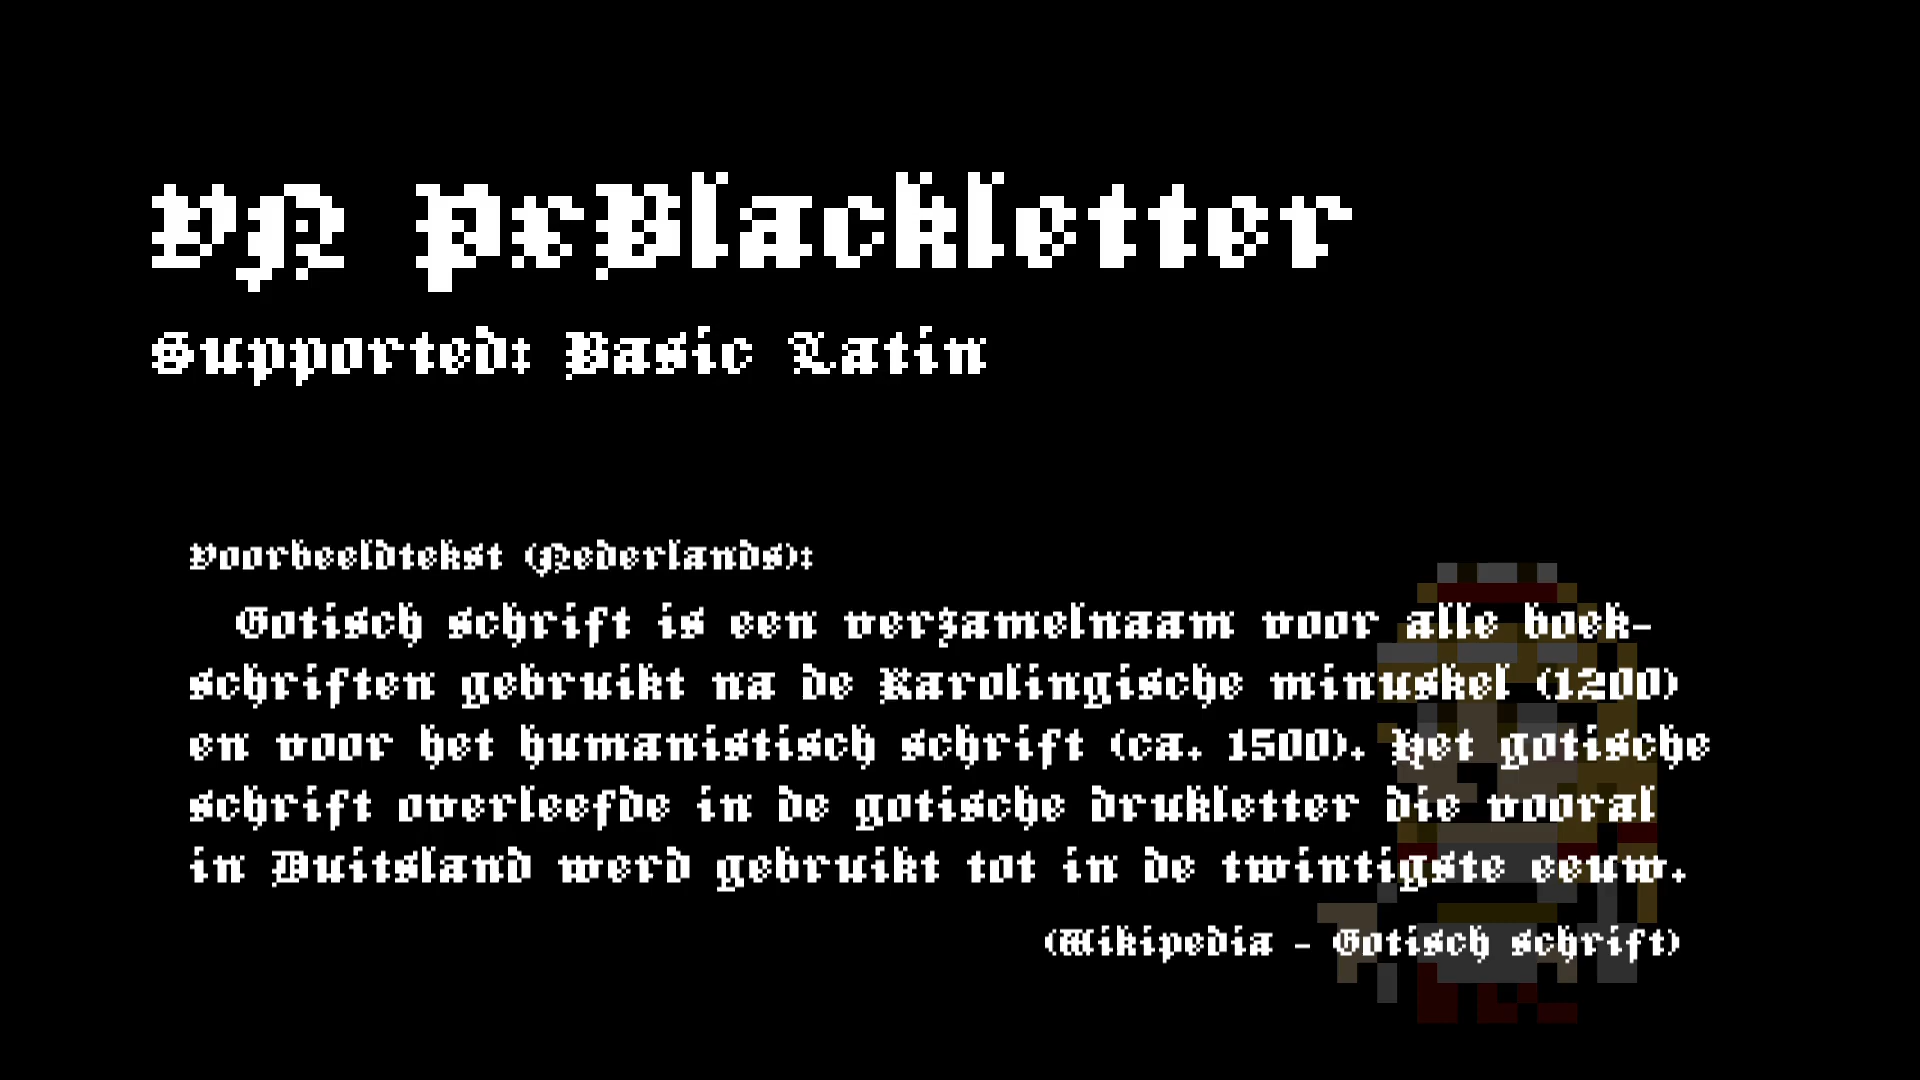 VN PxBlackletter
Supported: Basic Latin
Voorbeeldtekst (Nederlands):
Gotisch schrift is een verzamelnaam voor alle boek-
schriften gebruikt na de Karolingische minuskel (1200)
en voor het humanistisch schrift (ca. 1500). Het gotische
schrift overleefde in de gotische drukletter die vooral
in Duitsland werd gebruikt tot in de twintigste eeuw.
(Wikipedia - Gotisch schrift)